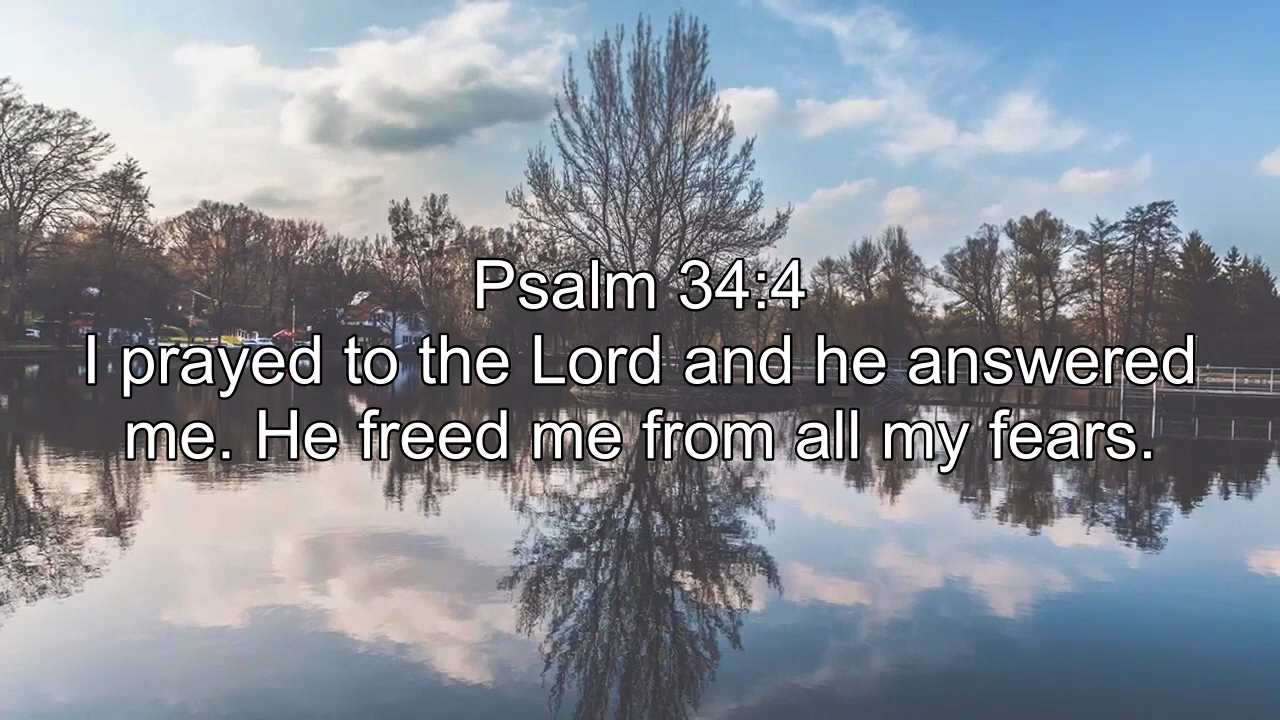 Psalm 34:4
I prayed to the Lord and he answered
me. He freed me from all my fears.